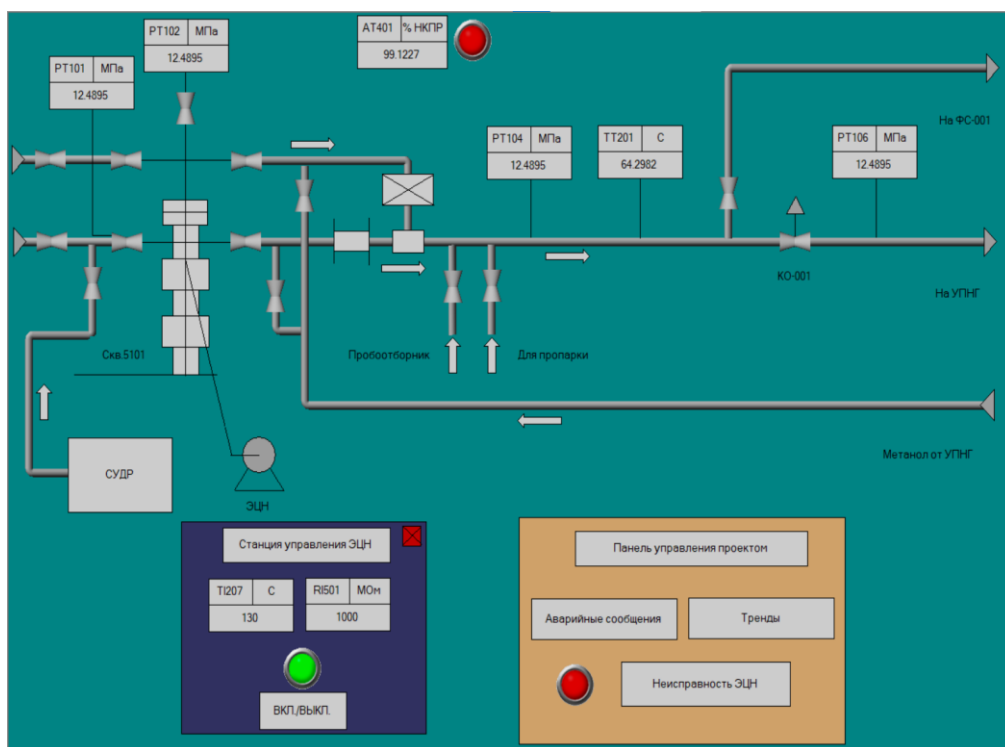 AT401 % НКПР
99.1227
PT102 МПа
12.4895
PT101 МПа
12.4895
На ФС-001
PT104 МПа
12.4895
TT201 С
64.2982
PT106 МПа
12.4895
КО-001
На УПНГ
Скв.5101
Пробоотборник
Для пропарки
Метанол от УПНГ
СУДР
ЭЦН
Станция управления ЭЦН
TI207 С
130
RI501 МОм
1000
ВКЛ./ВЫКП.
Панель управления проектом
Аварийные сообщения
Тренды
Неисправность ЭЦН